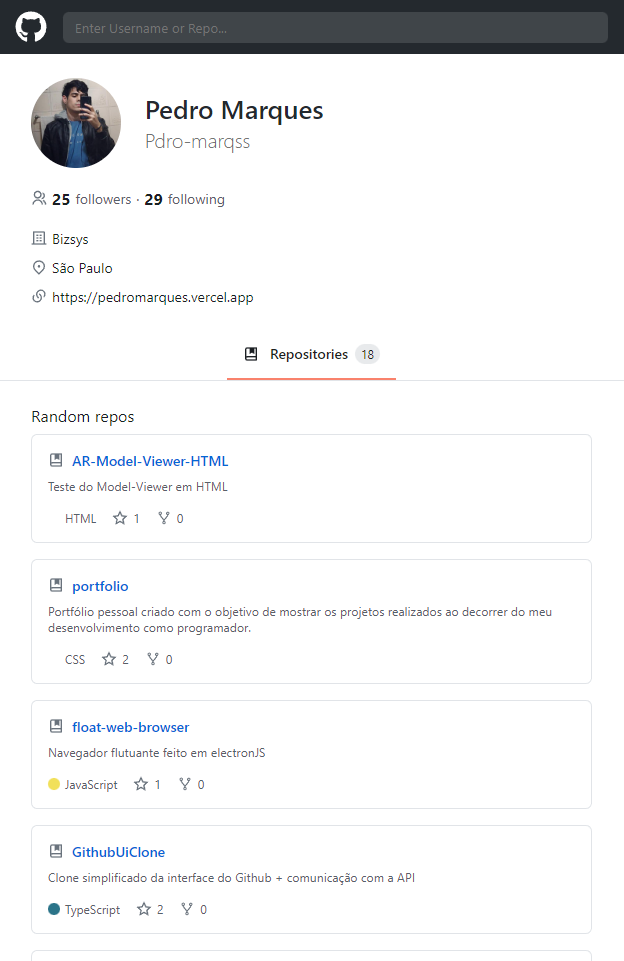 Enter Username or Repo...
Pedro Marques
Pdro-marqss
25 followers · 29 following
Bizsys
São Paulo
https://pedromarques.vercel.app
Repositories 18
Random repos
AR-Model-Viewer-HTML
Teste do Model-Viewer em HTML
HTML 1 0
portfolio
Portfólio pessoal criado com o objetivo de mostrar os projetos realizados ao decorrer do meu
desenvolvimento como programador.
CSS 2 0
float-web-browser
Navegador flutuante feito em electronJS
JavaScript 1 0
GithubUiClone
Clone simplificado da interface do Github + comunicação com a API
TypeScript 2 0